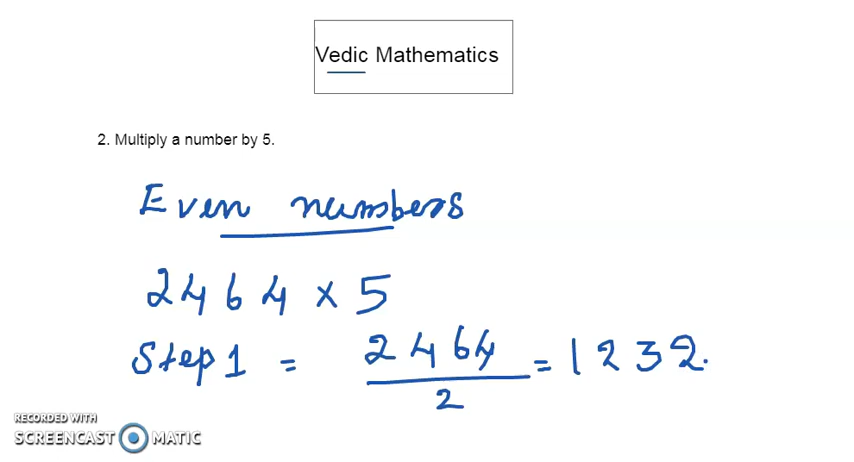 Vedic Mathematics
2. Multiply a number by 5.
Even numbers
2464 x 5
Step 1 = 2464 / 2 = 1232.
RECORDED WITH
SCREENCAST MATIC